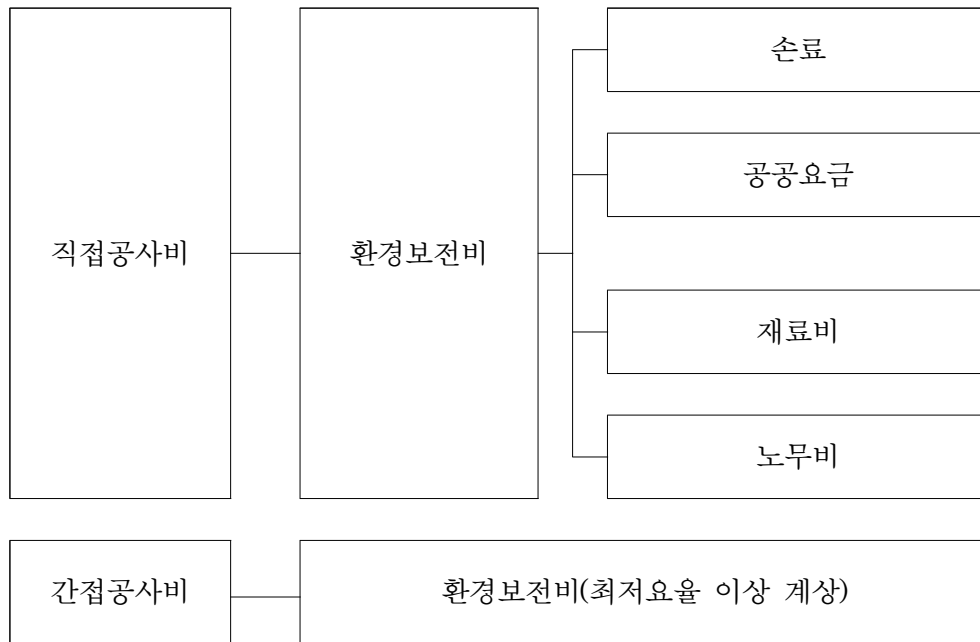 손료
공공요금
직접공사비
환경보전비
재료비
노무비
간접공사비
환경보전비(최저요율 이상 계상)